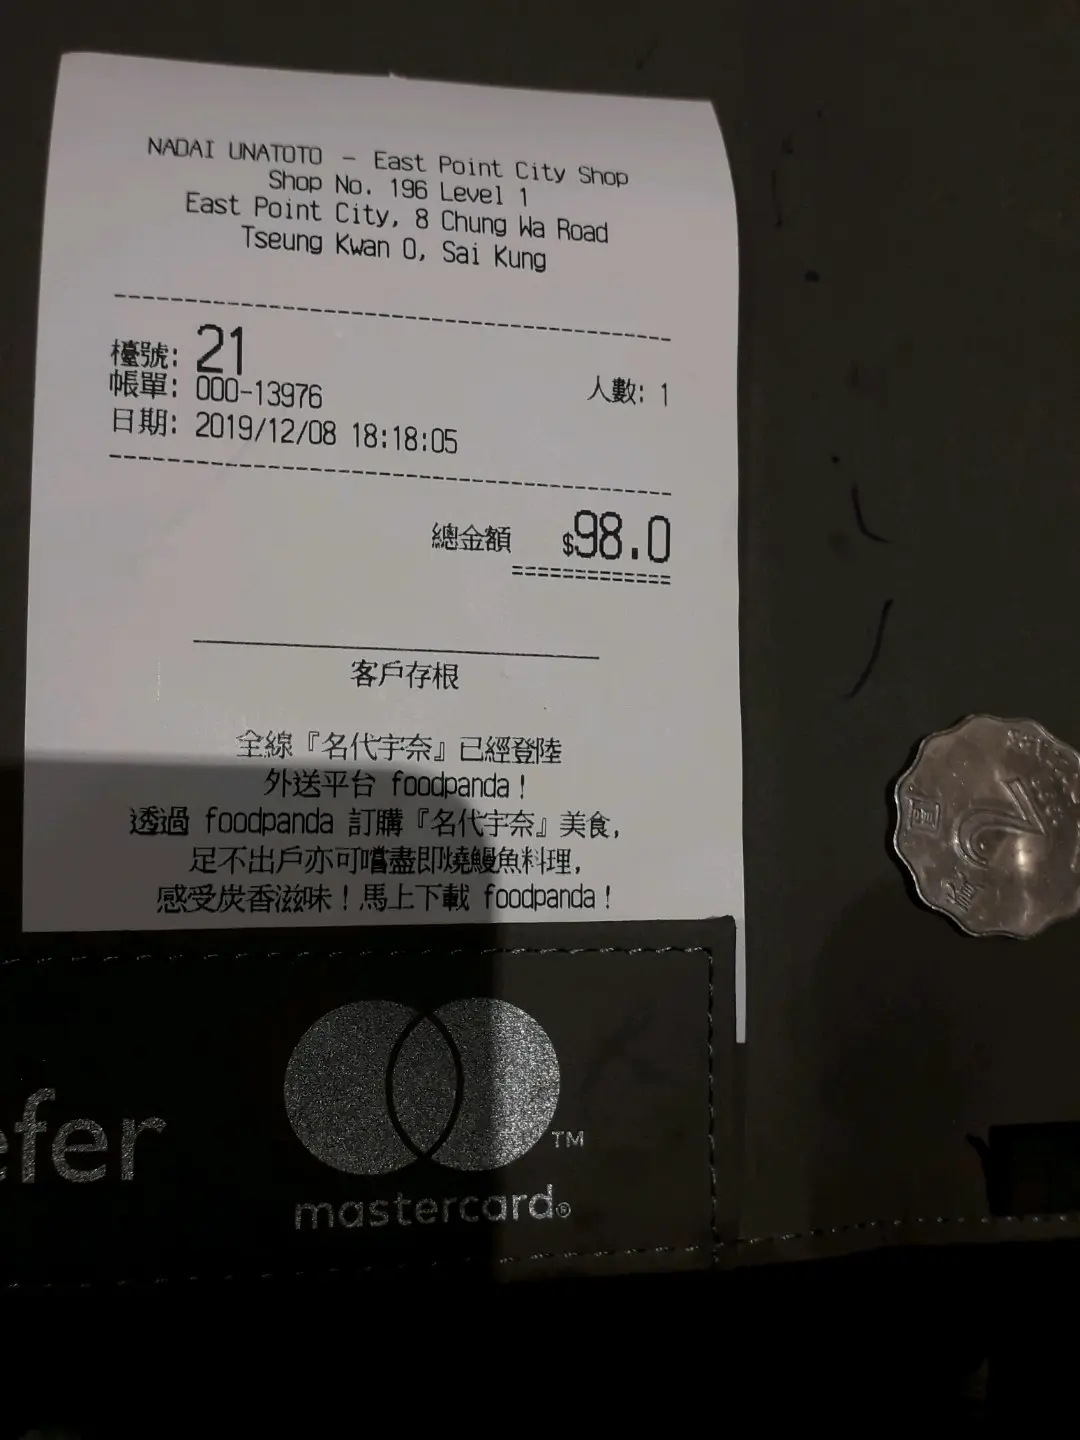 NADAI UNATOTO - East Point City Shop
Shop No. 196 Level 1
East Point City, 8 Chung Wa Road
Tseung Kwan O, Sai Kung
檯號: 21
帳單: 000-13976 人數: 1
日期: 2019/12/08 18:18:05
總金額 $98.0
客戶存根
全線『名代宇奈』已經登陸
外送平台 foodpanda!
透過 foodpanda 訂購『名代宇奈』美食,
足不出戶亦可嚐盡即燒鰻魚料理,
感受炭香滋味!馬上下載 foodpanda!
efer
TM
mastercard®
2
圓